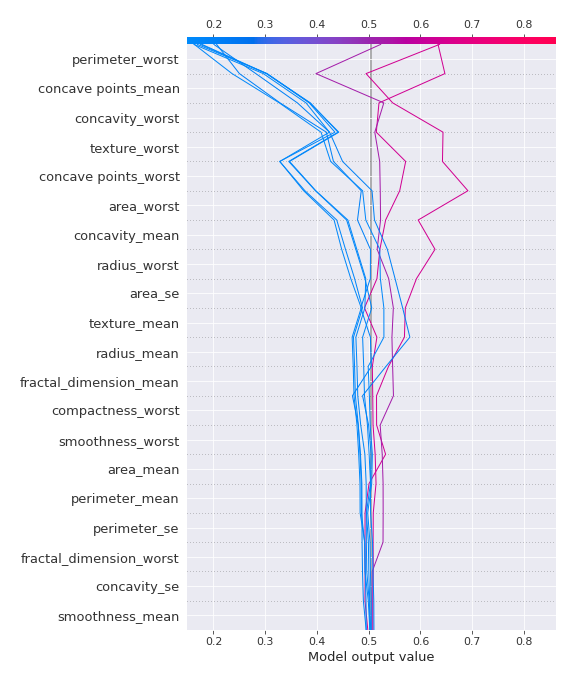 0.2 0.3 0.4 0.5 0.6 0.7 0.8
perimeter_worst
concave points_mean
concavity_worst
texture_worst
concave points_worst
area_worst
concavity_mean
radius_worst
area_se
texture_mean
radius_mean
fractal_dimension_mean
compactness_worst
smoothness_worst
area_mean
perimeter_mean
perimeter_se
fractal_dimension_worst
concavity_se
smoothness_mean
0.2 0.3 0.4 0.5 0.6 0.7 0.8
Model output value